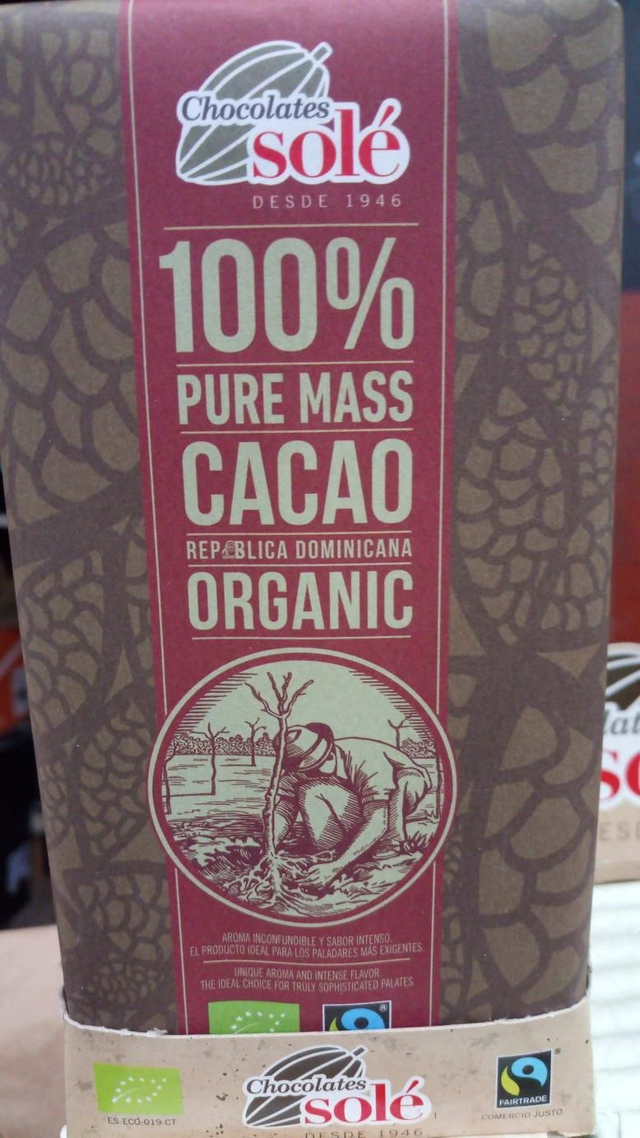 Chocolates
solé
DESDE 1946
100%
PURE MASS
CACAO
REPÚBLICA DOMINICANA
ORGANIC
AROMA INCONFUNDIBLE Y SABOR INTENSO.
EL PRODUCTO IDEAL PARA LOS PALADARES MÁS EXIGENTES.
UNIQUE AROMA AND INTENSE FLAVOR
THE IDEAL CHOICE FOR TRULY SOPHISTICATED PALATES
®
ES-ECO-019-CT
Chocolates
solé
DESDE 1946
FAIRTRADE
COMERCIO JUSTO